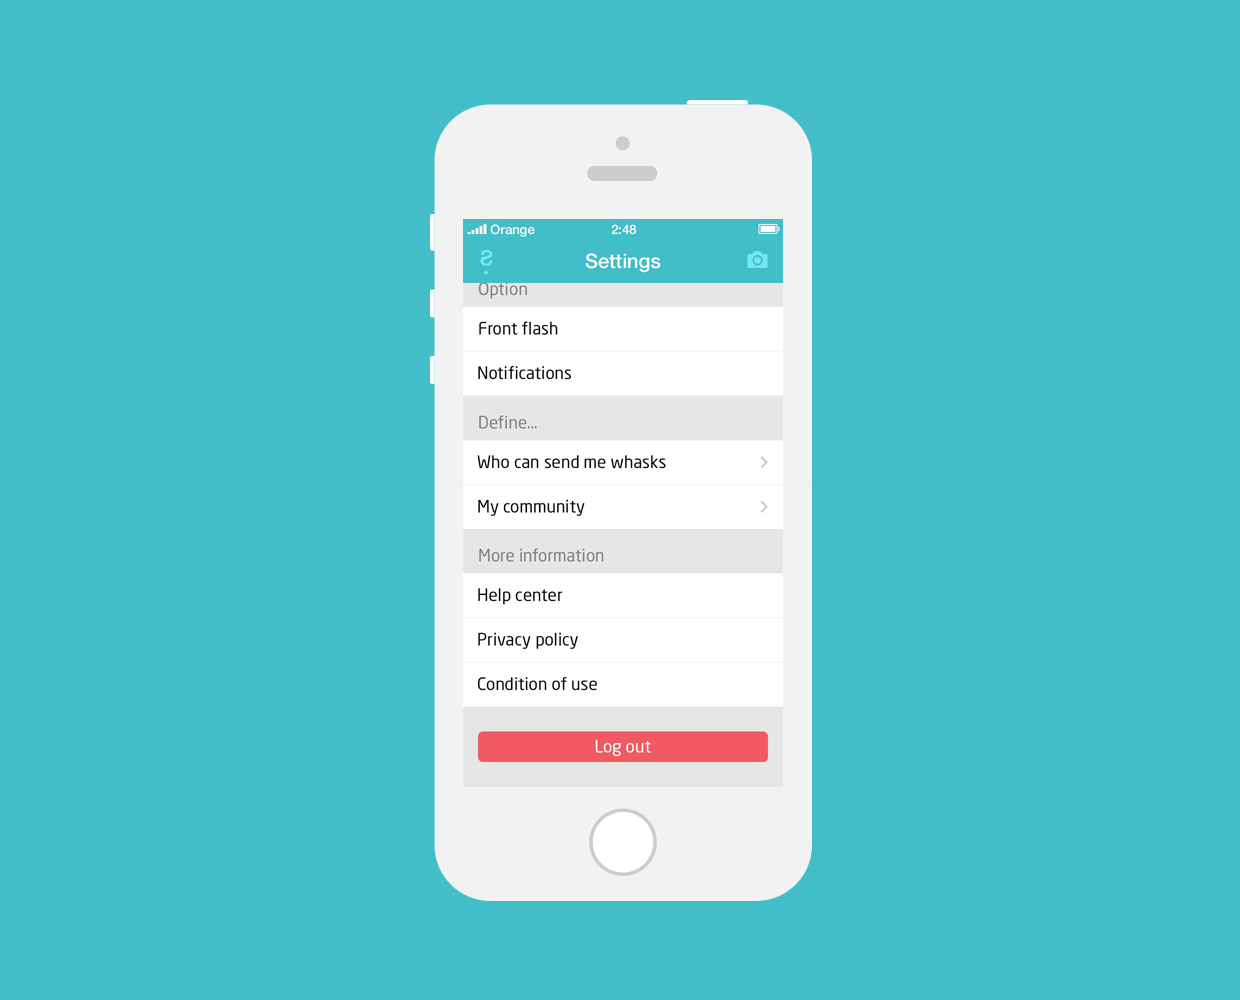 Orange 2:48
Settings
Option
Front flash
Notifications
Define...
Who can send me whasks
My community
More information
Help center
Privacy policy
Condition of use
Log out